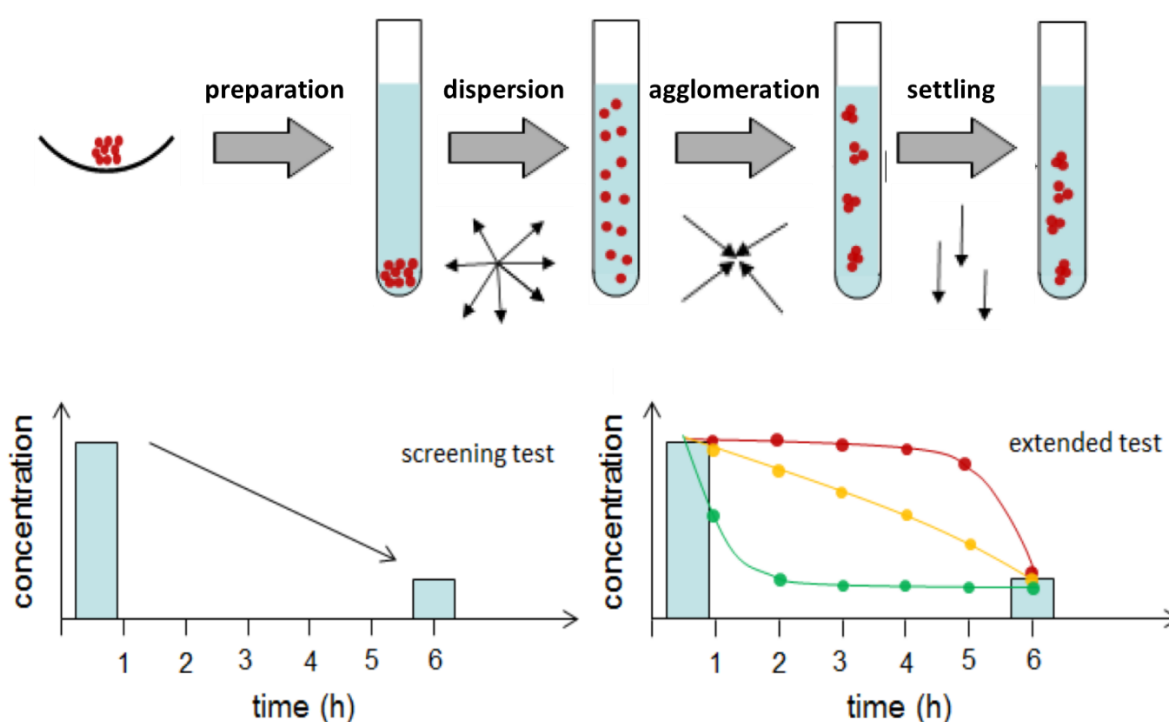 preparation
dispersion
agglomeration
settling
concentration
screening test
1 2 3 4 5 6
time (h)
concentration
extended test
1 2 3 4 5 6
time (h)